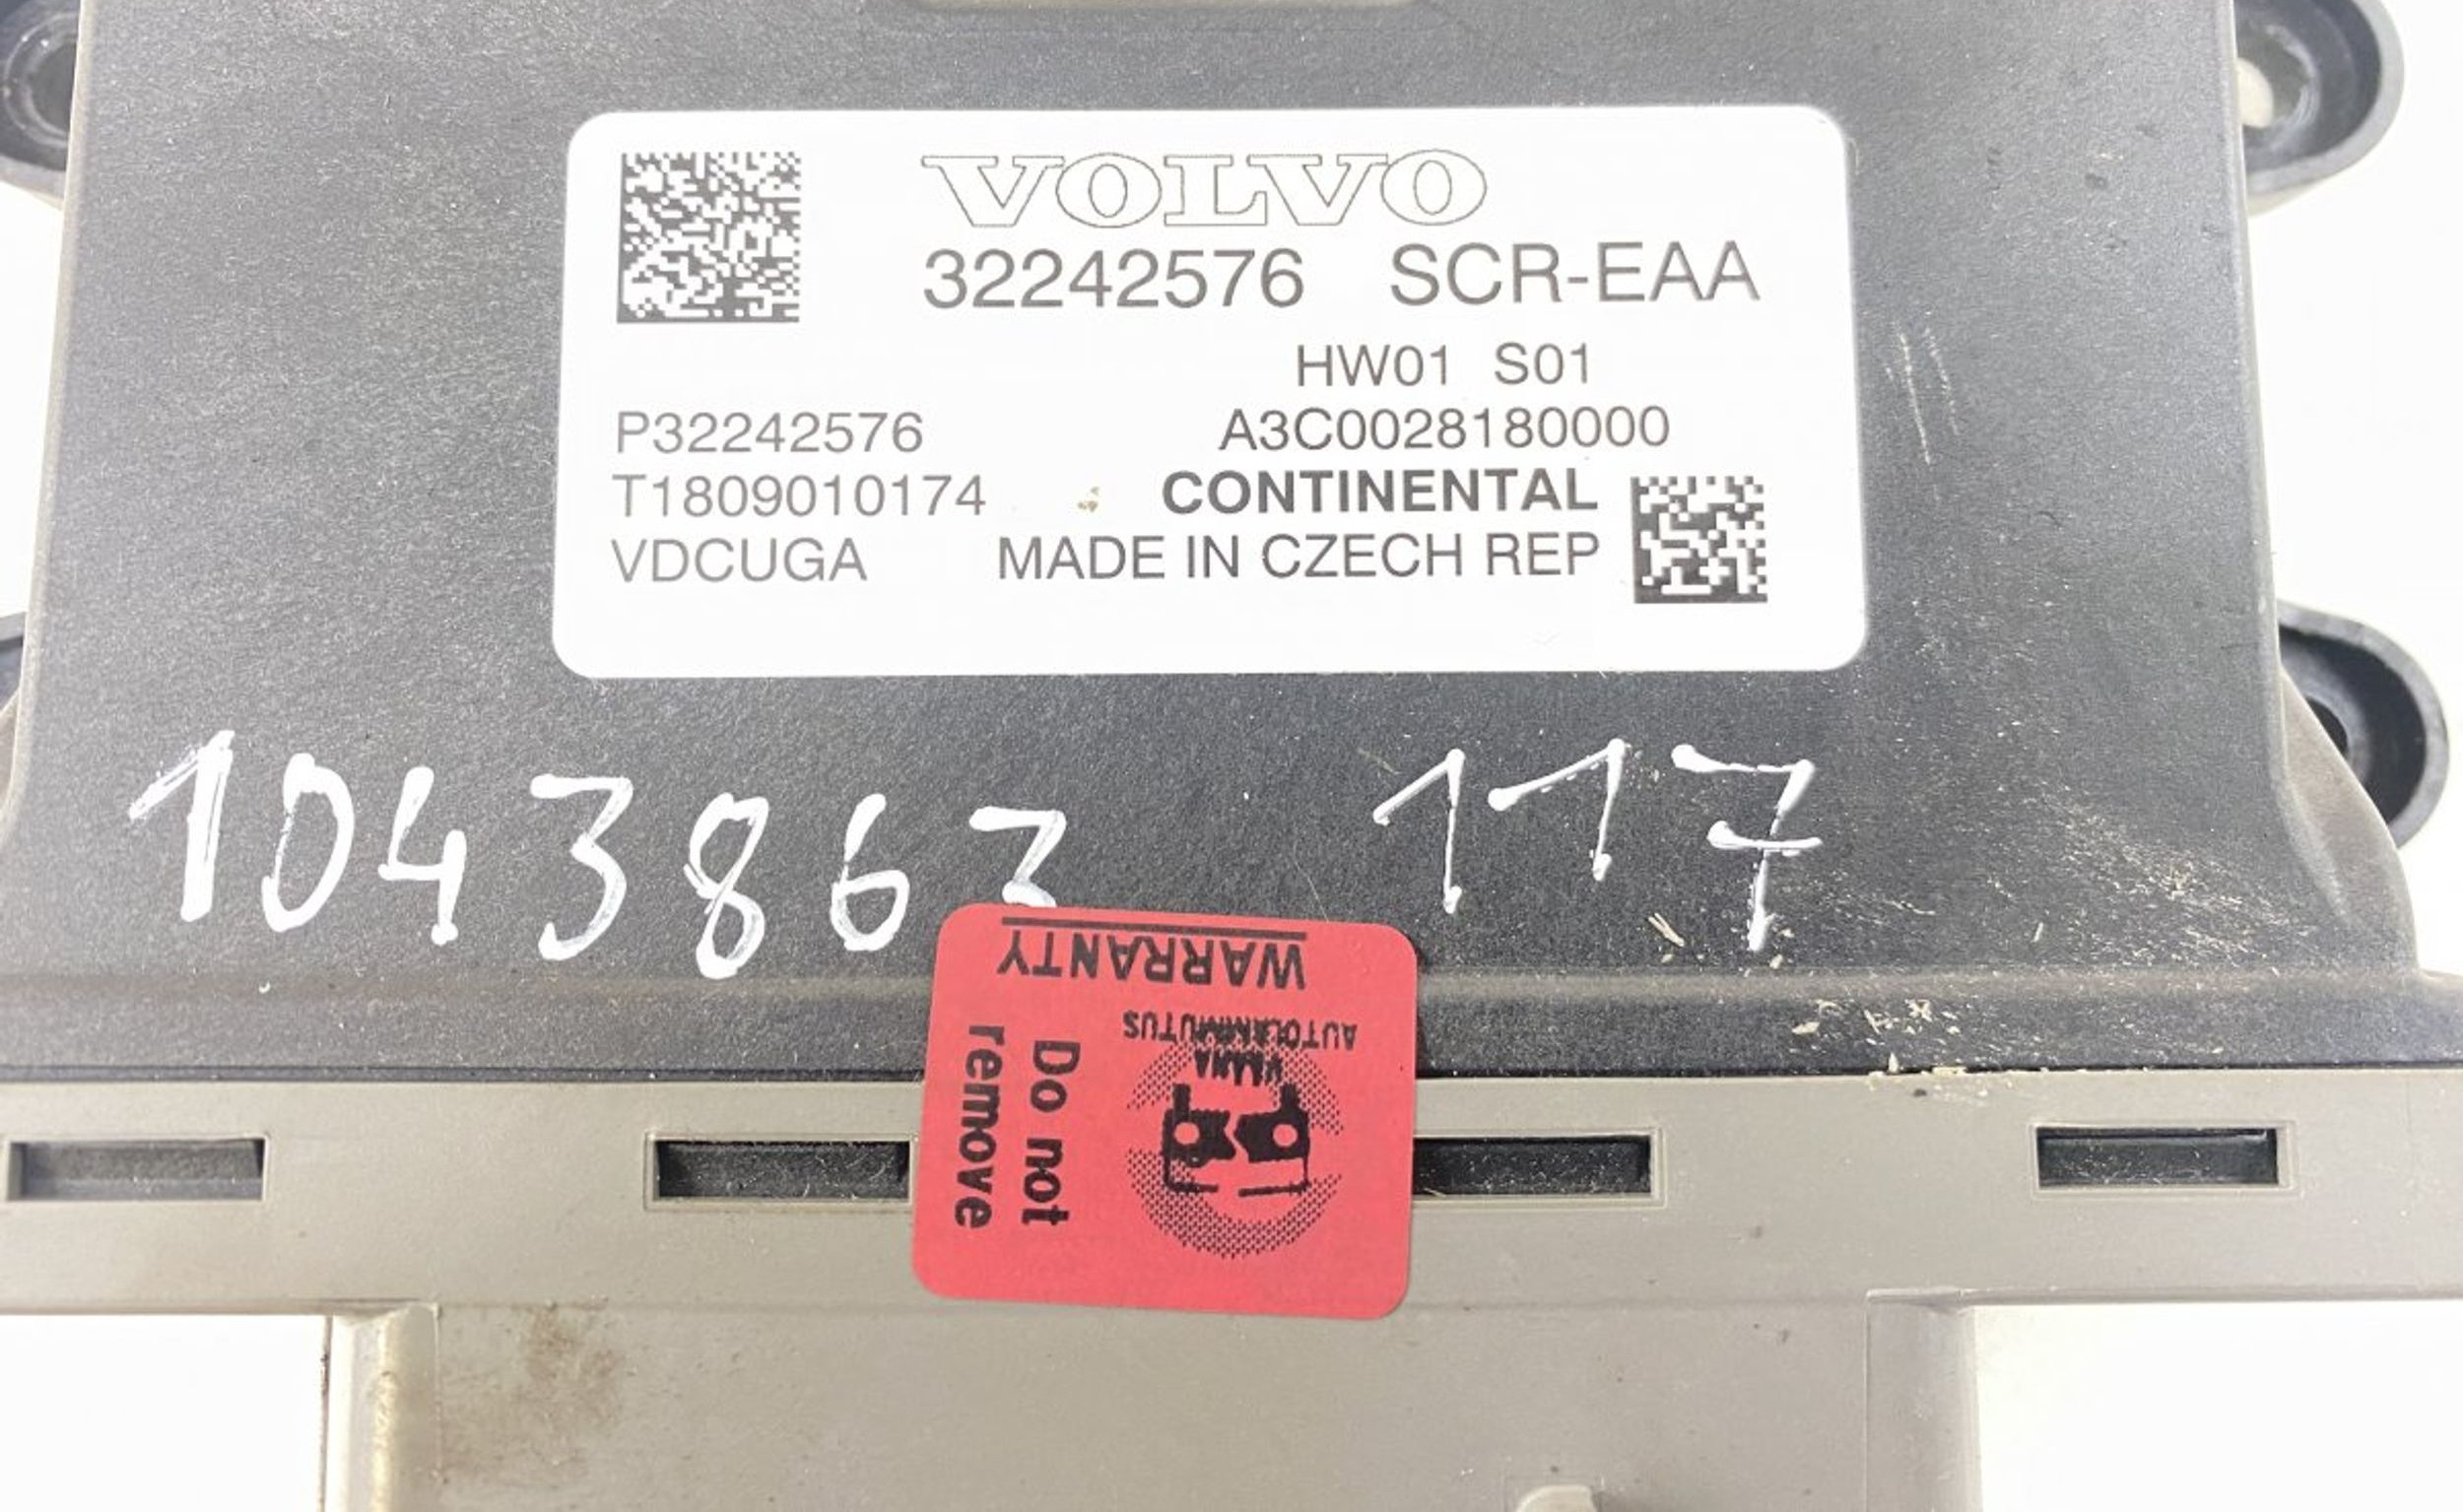 VOLVO
32242576 SCR-EAA
HW01 S01
P32242576 A3C0028180000
T1809010174 CONTINENTAL
VDCUGA MADE IN CZECH REP
1043863 117
WARRANTY
AUTOLAMMUTUS
Do not
remove